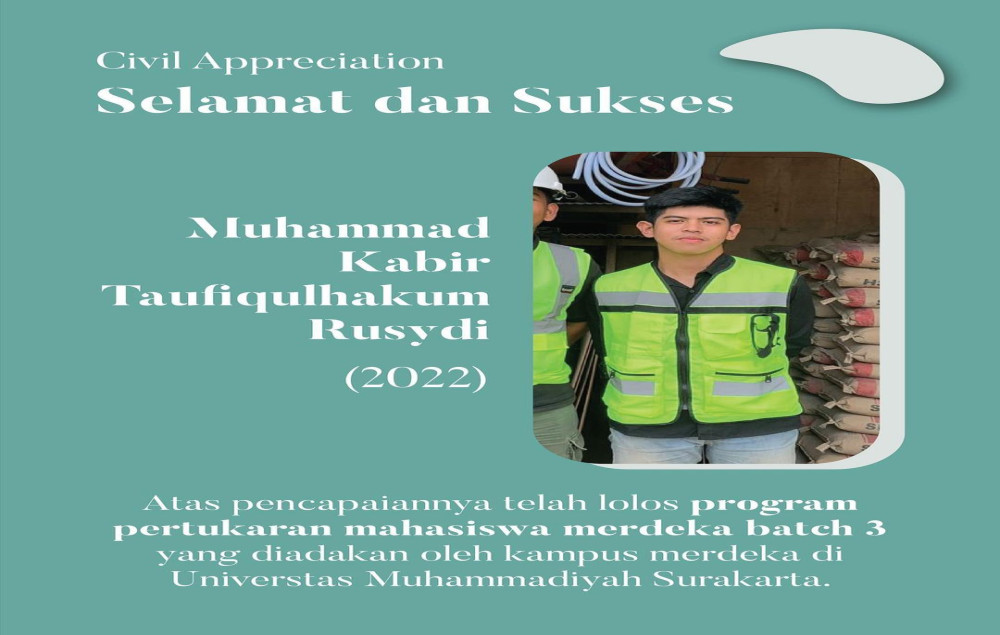 Civil Appreciation
Selamat dan Sukses
Muhammad
Kabir
Taufiqulhakum
Rusydi
(2022)
Atas pencapaiannya telah lolos program
pertukaran mahasiswa merdeka batch 3
yang diadakan oleh kampus merdeka di
Universtas Muhammadiyah Surakarta.